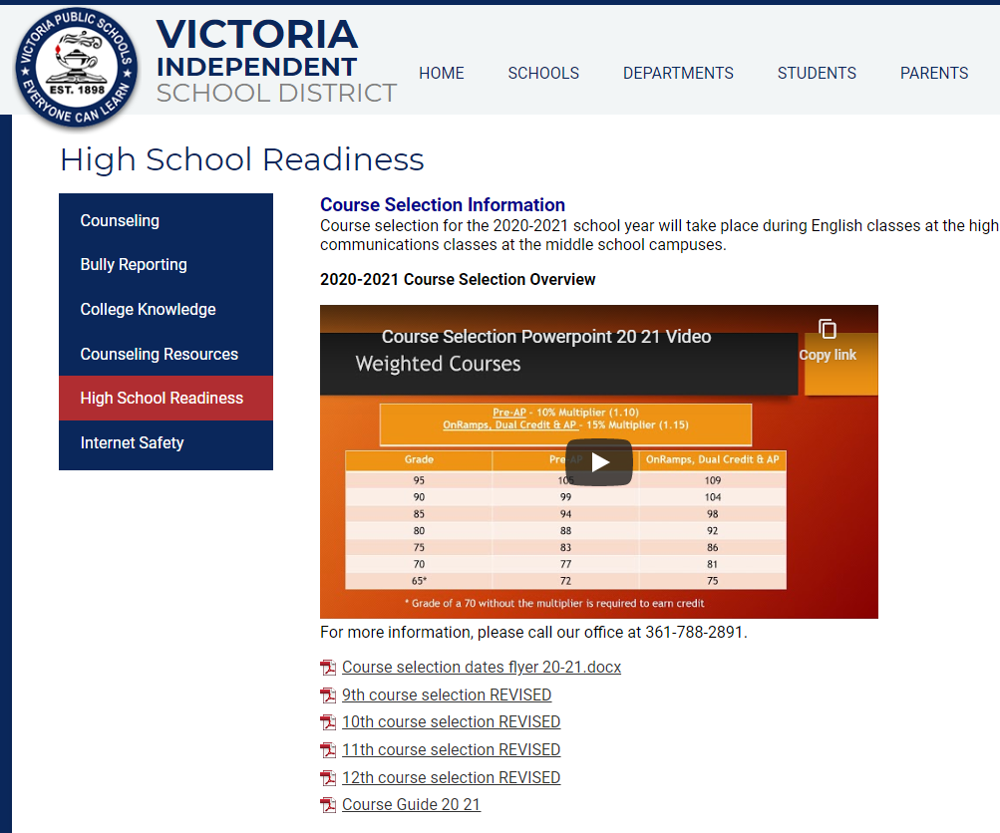 VICTORIA PUBLIC SCHOOLS
EST. 1898
EVERYONE CAN LEARN
VICTORIA
INDEPENDENT
SCHOOL DISTRICT
HOME SCHOOLS DEPARTMENTS STUDENTS PARENTS
High School Readiness
Counseling
Bully Reporting
College Knowledge
Counseling Resources
High School Readiness
Internet Safety
Course Selection Information
Course selection for the 2020-2021 school year will take place during English classes at the high
communications classes at the middle school campuses.
2020-2021 Course Selection Overview
Course Selection Powerpoint 20 21 Video
Copy link
Weighted Courses
Pre-AP - 10% Multiplier (1.10)
OnRamps, Dual Credit & AP - 15% Multiplier (1.15)
Grade Pre-AP OnRamps, Dual Credit & AP
95 105 109
90 99 104
85 94 98
80 88 92
75 83 86
70 77 81
65* 72 75
* Grade of a 70 without the multiplier is required to earn credit
For more information, please call our office at 361-788-2891.
Course selection dates flyer 20-21.docx
9th course selection REVISED
10th course selection REVISED
11th course selection REVISED
12th course selection REVISED
Course Guide 20 21